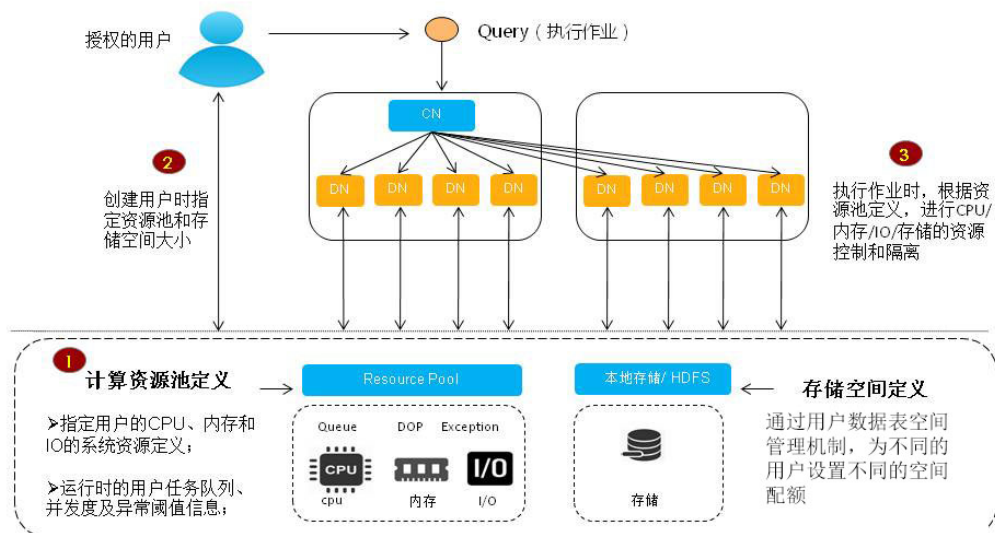 授权的用户
Query（执行作业）
CN
DN
DN
DN
DN
DN
DN
DN
DN
2
创建用户时指
定资源池和存
储空间大小
3
执行作业时，根据资
源池定义，进行CPU/
内存/IO/存储的资源
控制和隔离
1
计算资源池定义
➢指定用户的CPU、内存和
IO的系统资源定义；
➢运行时的用户任务队列、
并发度及异常阈值信息；
Resource Pool
Queue DOP Exception
CPU I/O
cpu 内存 I/O
本地存储/ HDFS
存储
存储空间定义
通过用户数据表空间
管理机制，为不同的
用户设置不同的空间
配额